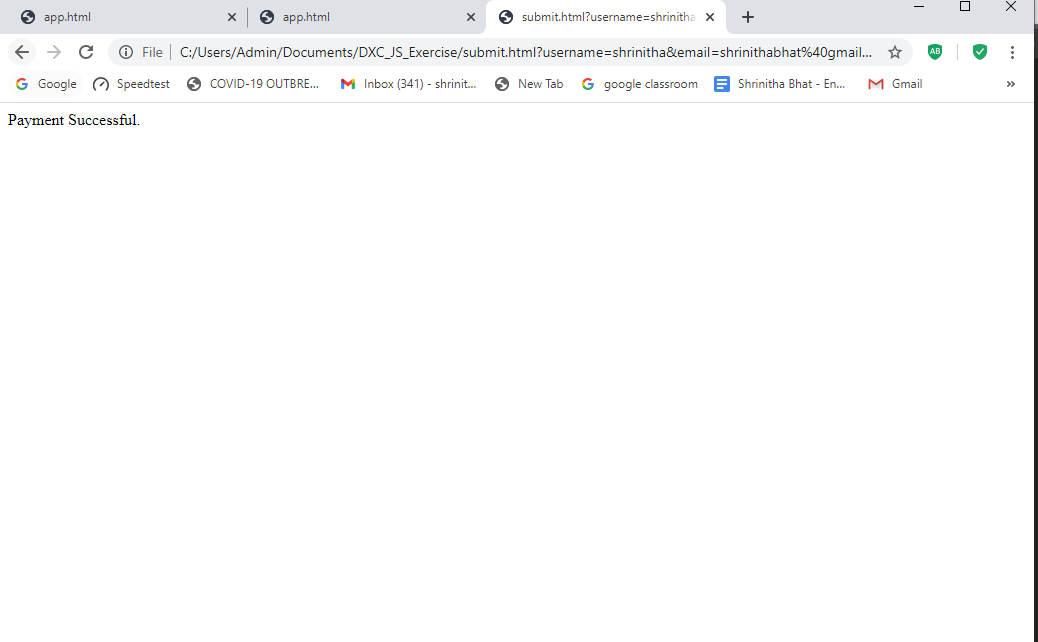 app.html app.html submit.html?username=shrinitha
File C:/Users/Admin/Documents/DXC_JS_Exercise/submit.html?username=shrinitha&email=shrinithabhat%40gmail...
Google Speedtest COVID-19 OUTBRE... Inbox (341) - shrinit... New Tab google classroom Shrinitha Bhat - En... Gmail »
Payment Successful.